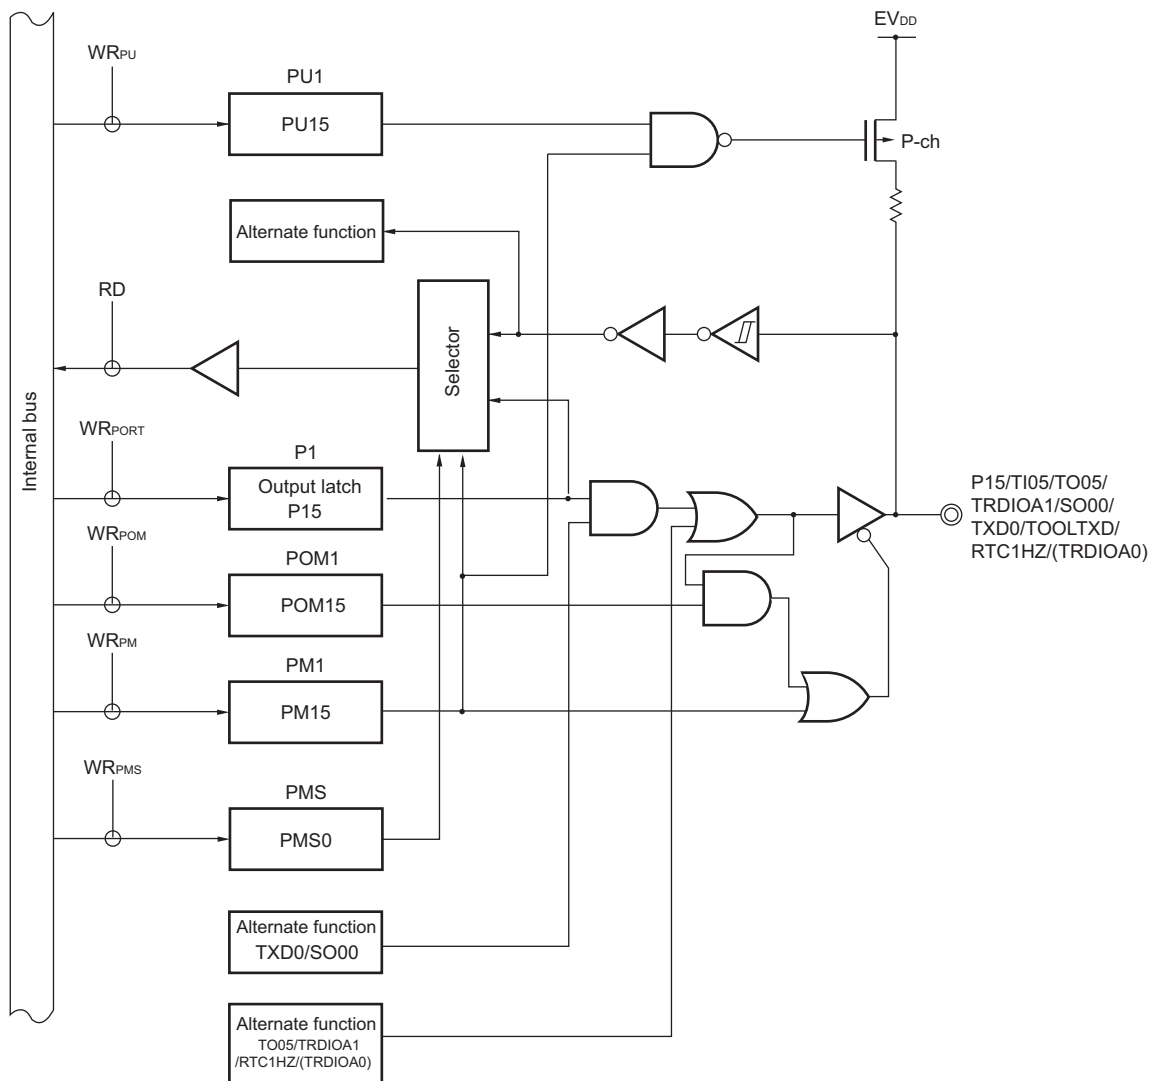 EVDD
WRPU
PU1
PU15
P-ch
Alternate function
RD
Selector
Internal bus
WRPORT
P1
Output latch
P15
P15/TI05/TO05/
TRDIOA1/SO00/
TXD0/TOOLTXD/
RTC1HZ/(TRDIOA0)
WRPOM
POM1
POM15
WRPM
PM1
PM15
WRPMS
PMS
PMS0
Alternate function
TXD0/SO00
Alternate function
TO05/TRDIOA1
/RTC1HZ/(TRDIOA0)